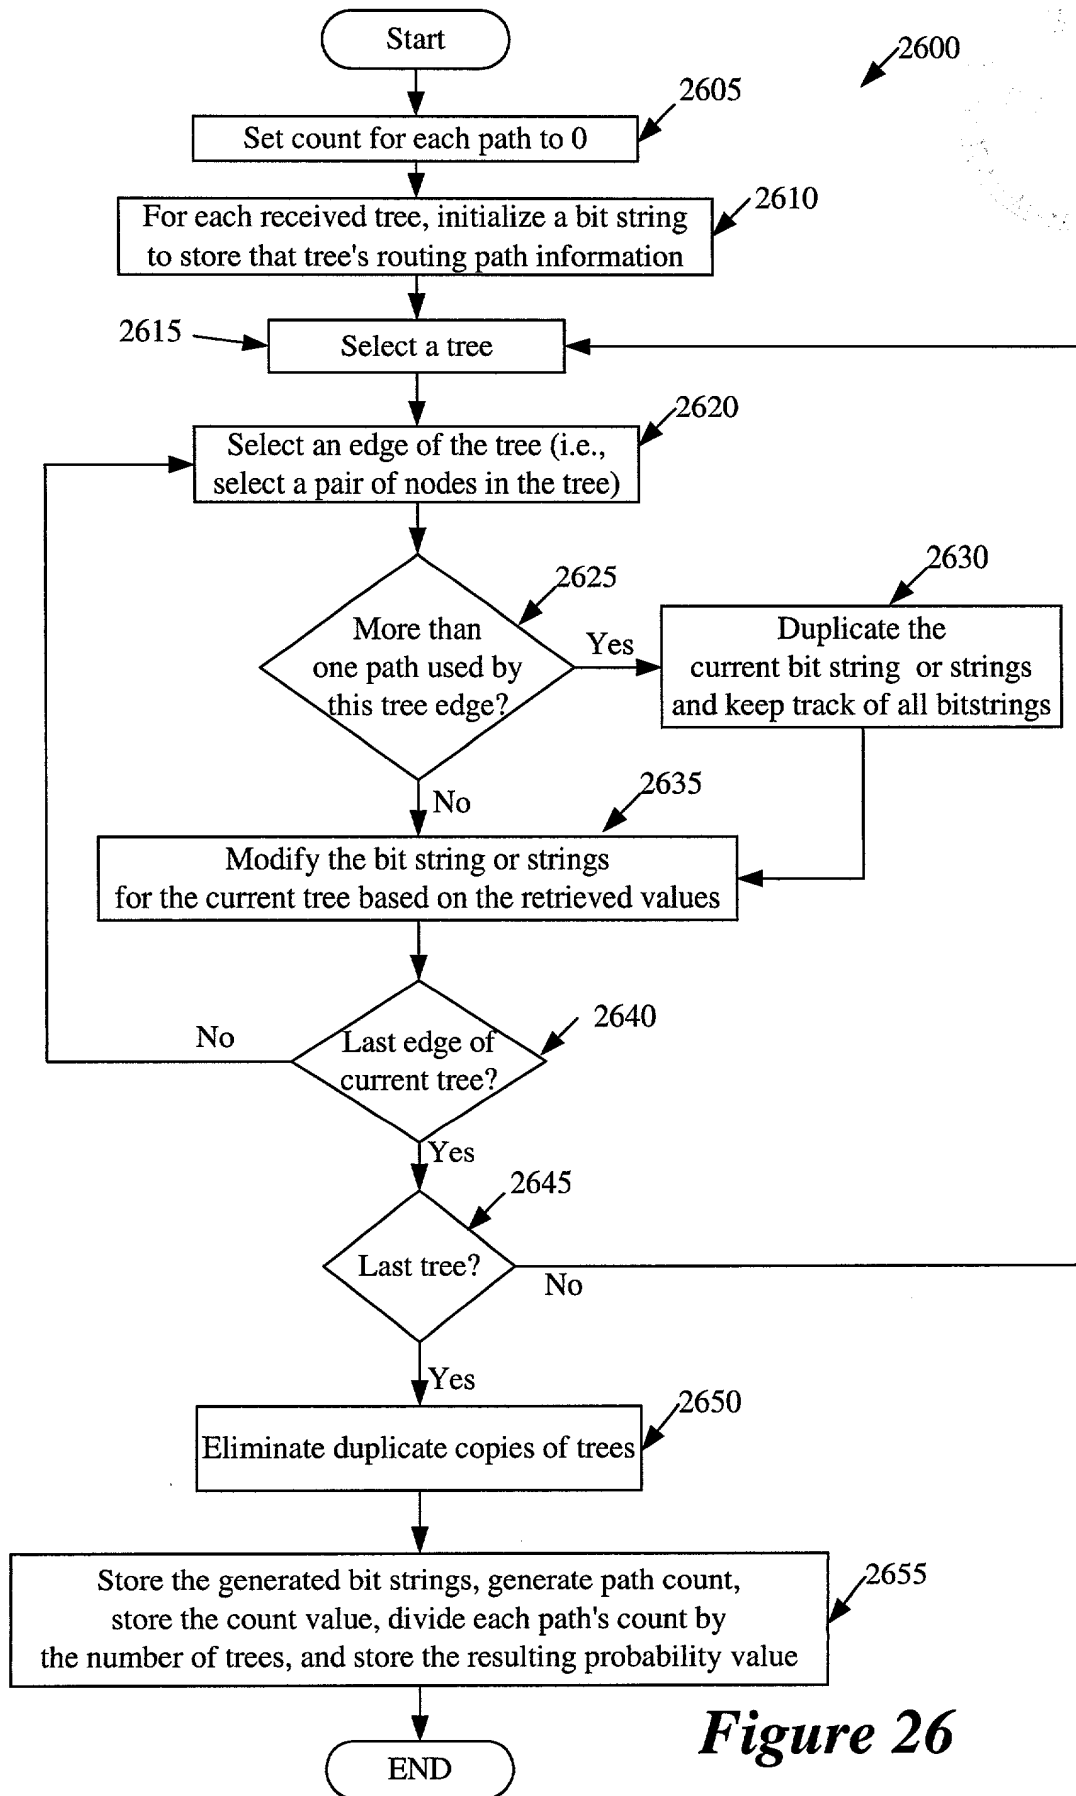 Start
2600
2605
Set count for each path to 0
2610
For each received tree, initialize a bit string
to store that tree's routing path information
2615
Select a tree
2620
Select an edge of the tree (i.e.,
select a pair of nodes in the tree)
2625
More than
one path used by
this tree edge?
Yes
2630
Duplicate the
current bit string or strings
and keep track of all bitstrings
No
2635
Modify the bit string or strings
for the current tree based on the retrieved values
No
2640
Last edge of
current tree?
Yes
2645
Last tree?
No
Yes
2650
Eliminate duplicate copies of trees
2655
Store the generated bit strings, generate path count,
store the count value, divide each path's count by
the number of trees, and store the resulting probability value
Figure 26
END